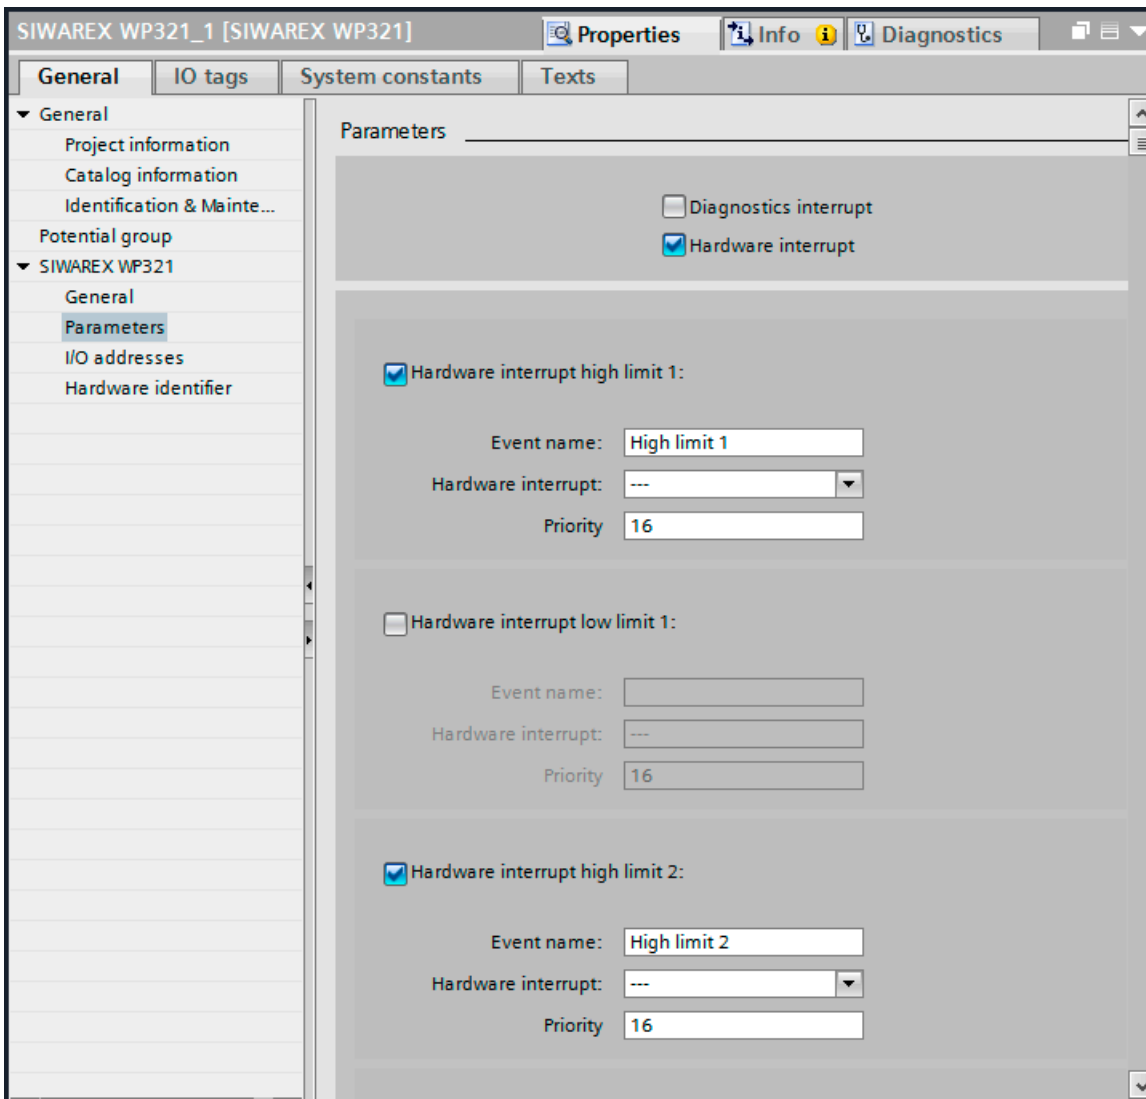 SIWAREX WP321_1 [SIWAREX WP321]
Properties
Info
Diagnostics
General
IO tags
System constants
Texts
General
Project information
Catalog information
Identification & Mainte...
Potential group
SIWAREX WP321
General
Parameters
I/O addresses
Hardware identifier
Parameters
Diagnostics interrupt
Hardware interrupt
Hardware interrupt high limit 1:
Event name: High limit 1
Hardware interrupt: ---
Priority 16
Hardware interrupt low limit 1:
Event name:
Hardware interrupt: ---
Priority 16
Hardware interrupt high limit 2:
Event name: High limit 2
Hardware interrupt: ---
Priority 16